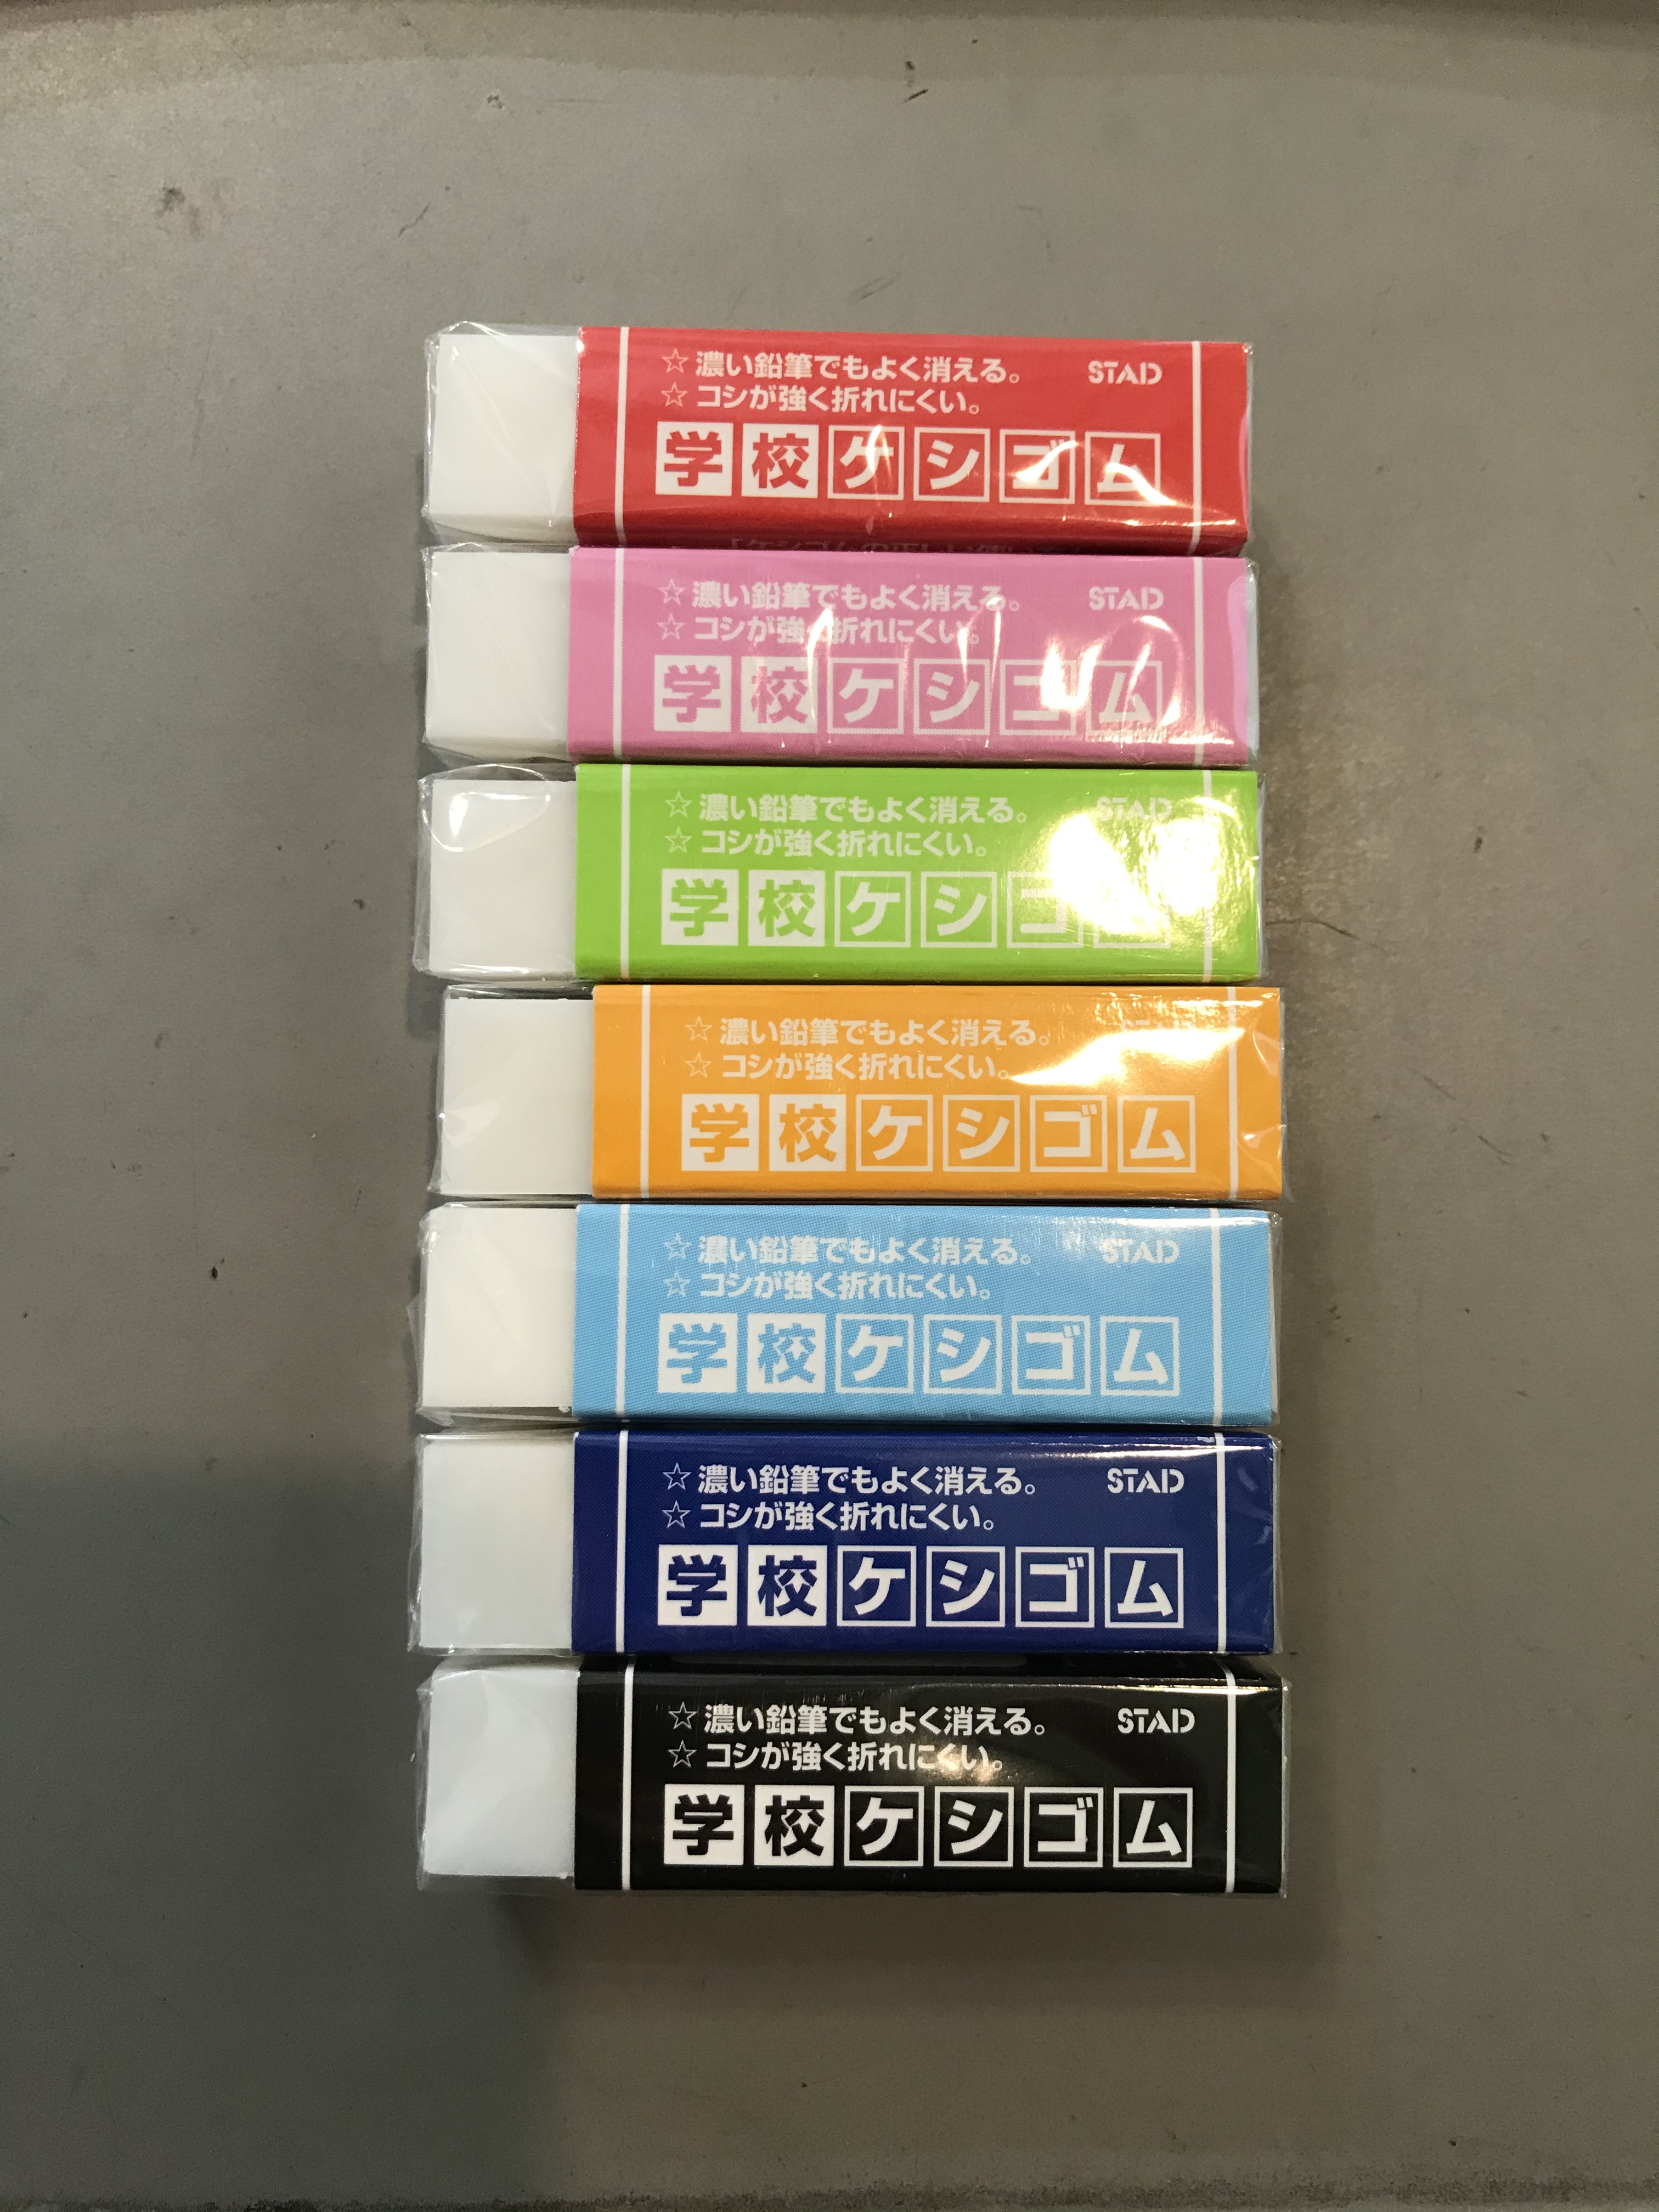 ☆ 濃い鉛筆でもよく消える。 STAD
☆ コシが強く折れにくい。
学校ケシゴム
☆ 濃い鉛筆でもよく消える。 STAD
☆ コシが強く折れにくい。
学校ケシゴム
☆ 濃い鉛筆でもよく消える。 STAD
☆ コシが強く折れにくい。
学校ケシゴ
☆ 濃い鉛筆でもよく消える。
☆ コシが強く折れにくい。
学校ケシゴム
☆ 濃い鉛筆でもよく消える。 STAD
☆ コシが強く折れにくい。
学校ケシゴム
☆ 濃い鉛筆でもよく消える。 STAD
☆ コシが強く折れにくい。
学校ケシゴム
☆ 濃い鉛筆でもよく消える。 STAD
☆ コシが強く折れにくい。
学校ケシゴム